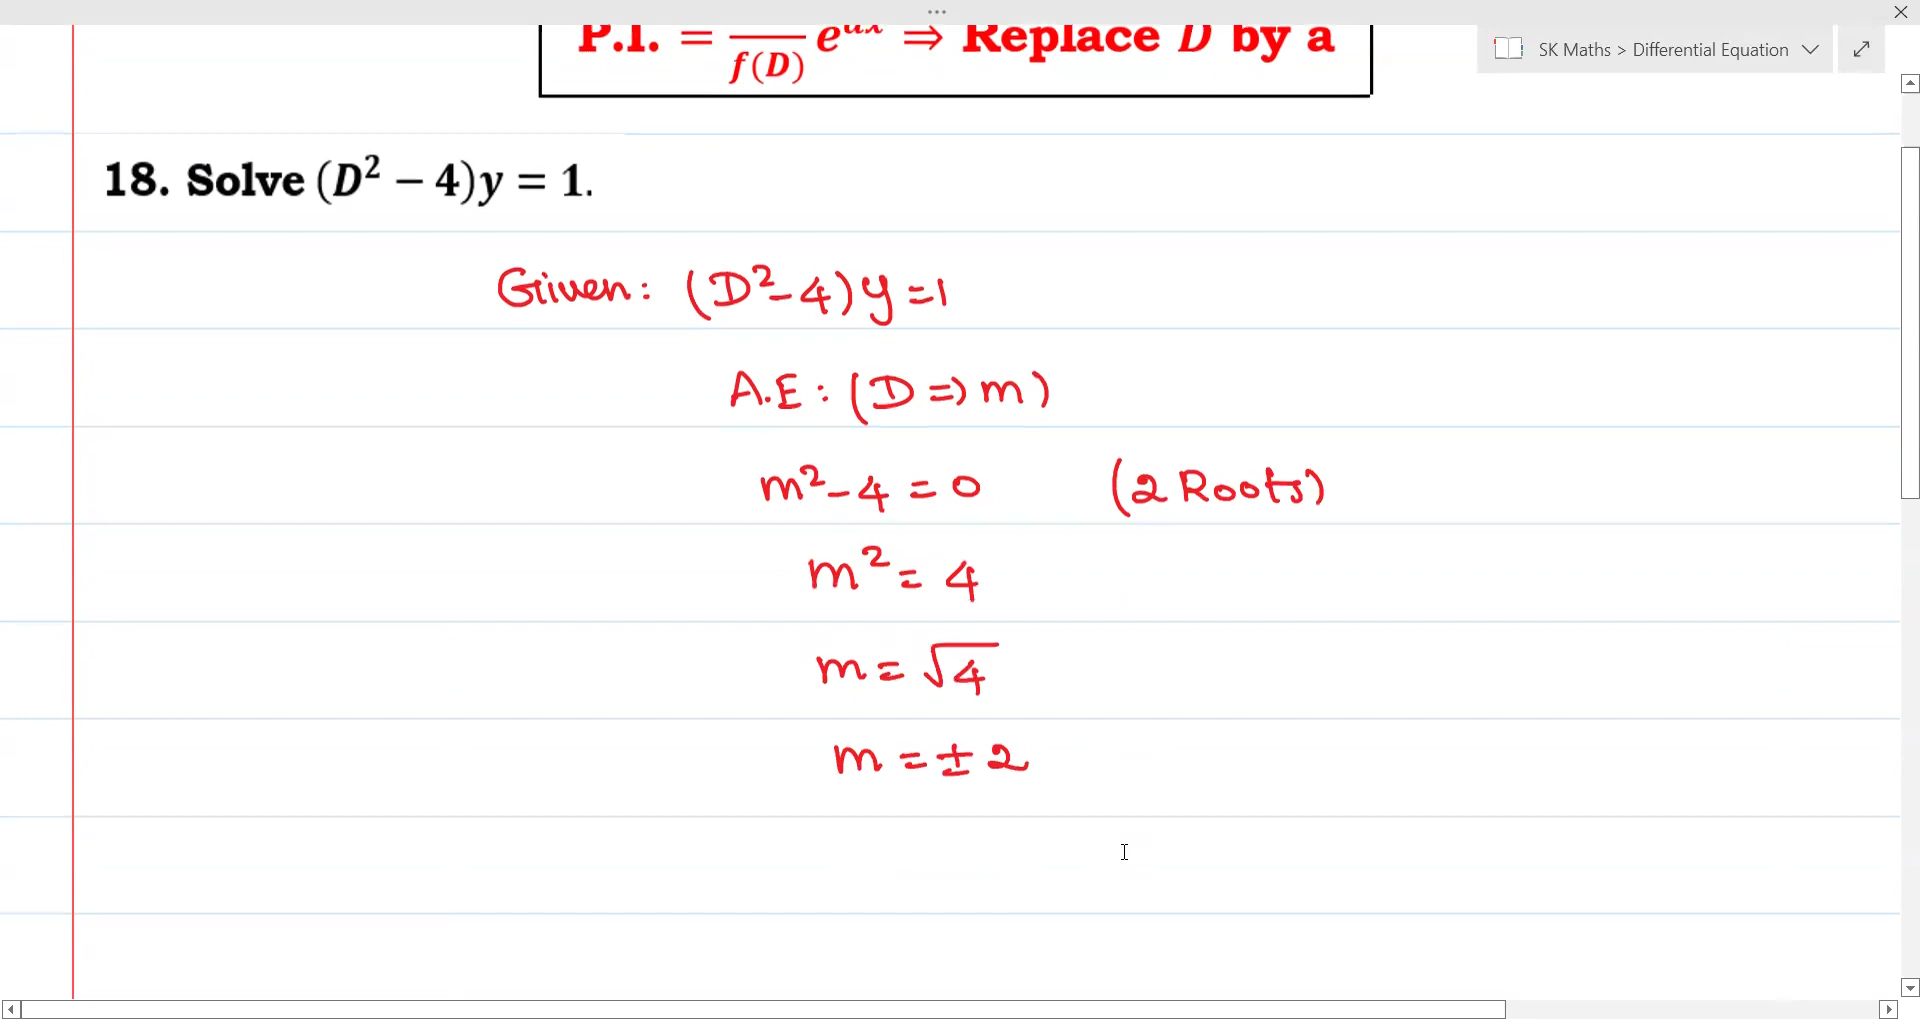 SK Maths > Differential Equation
P.I. = ― / f(D) e^{ax} ⇒ Replace D by a
18. Solve (D² − 4)y = 1.
Given: (D² - 4) y = 1
A.E : (D => m)
m² - 4 = 0 (2 Roots)
m² = 4
m = √4
m = ± 2